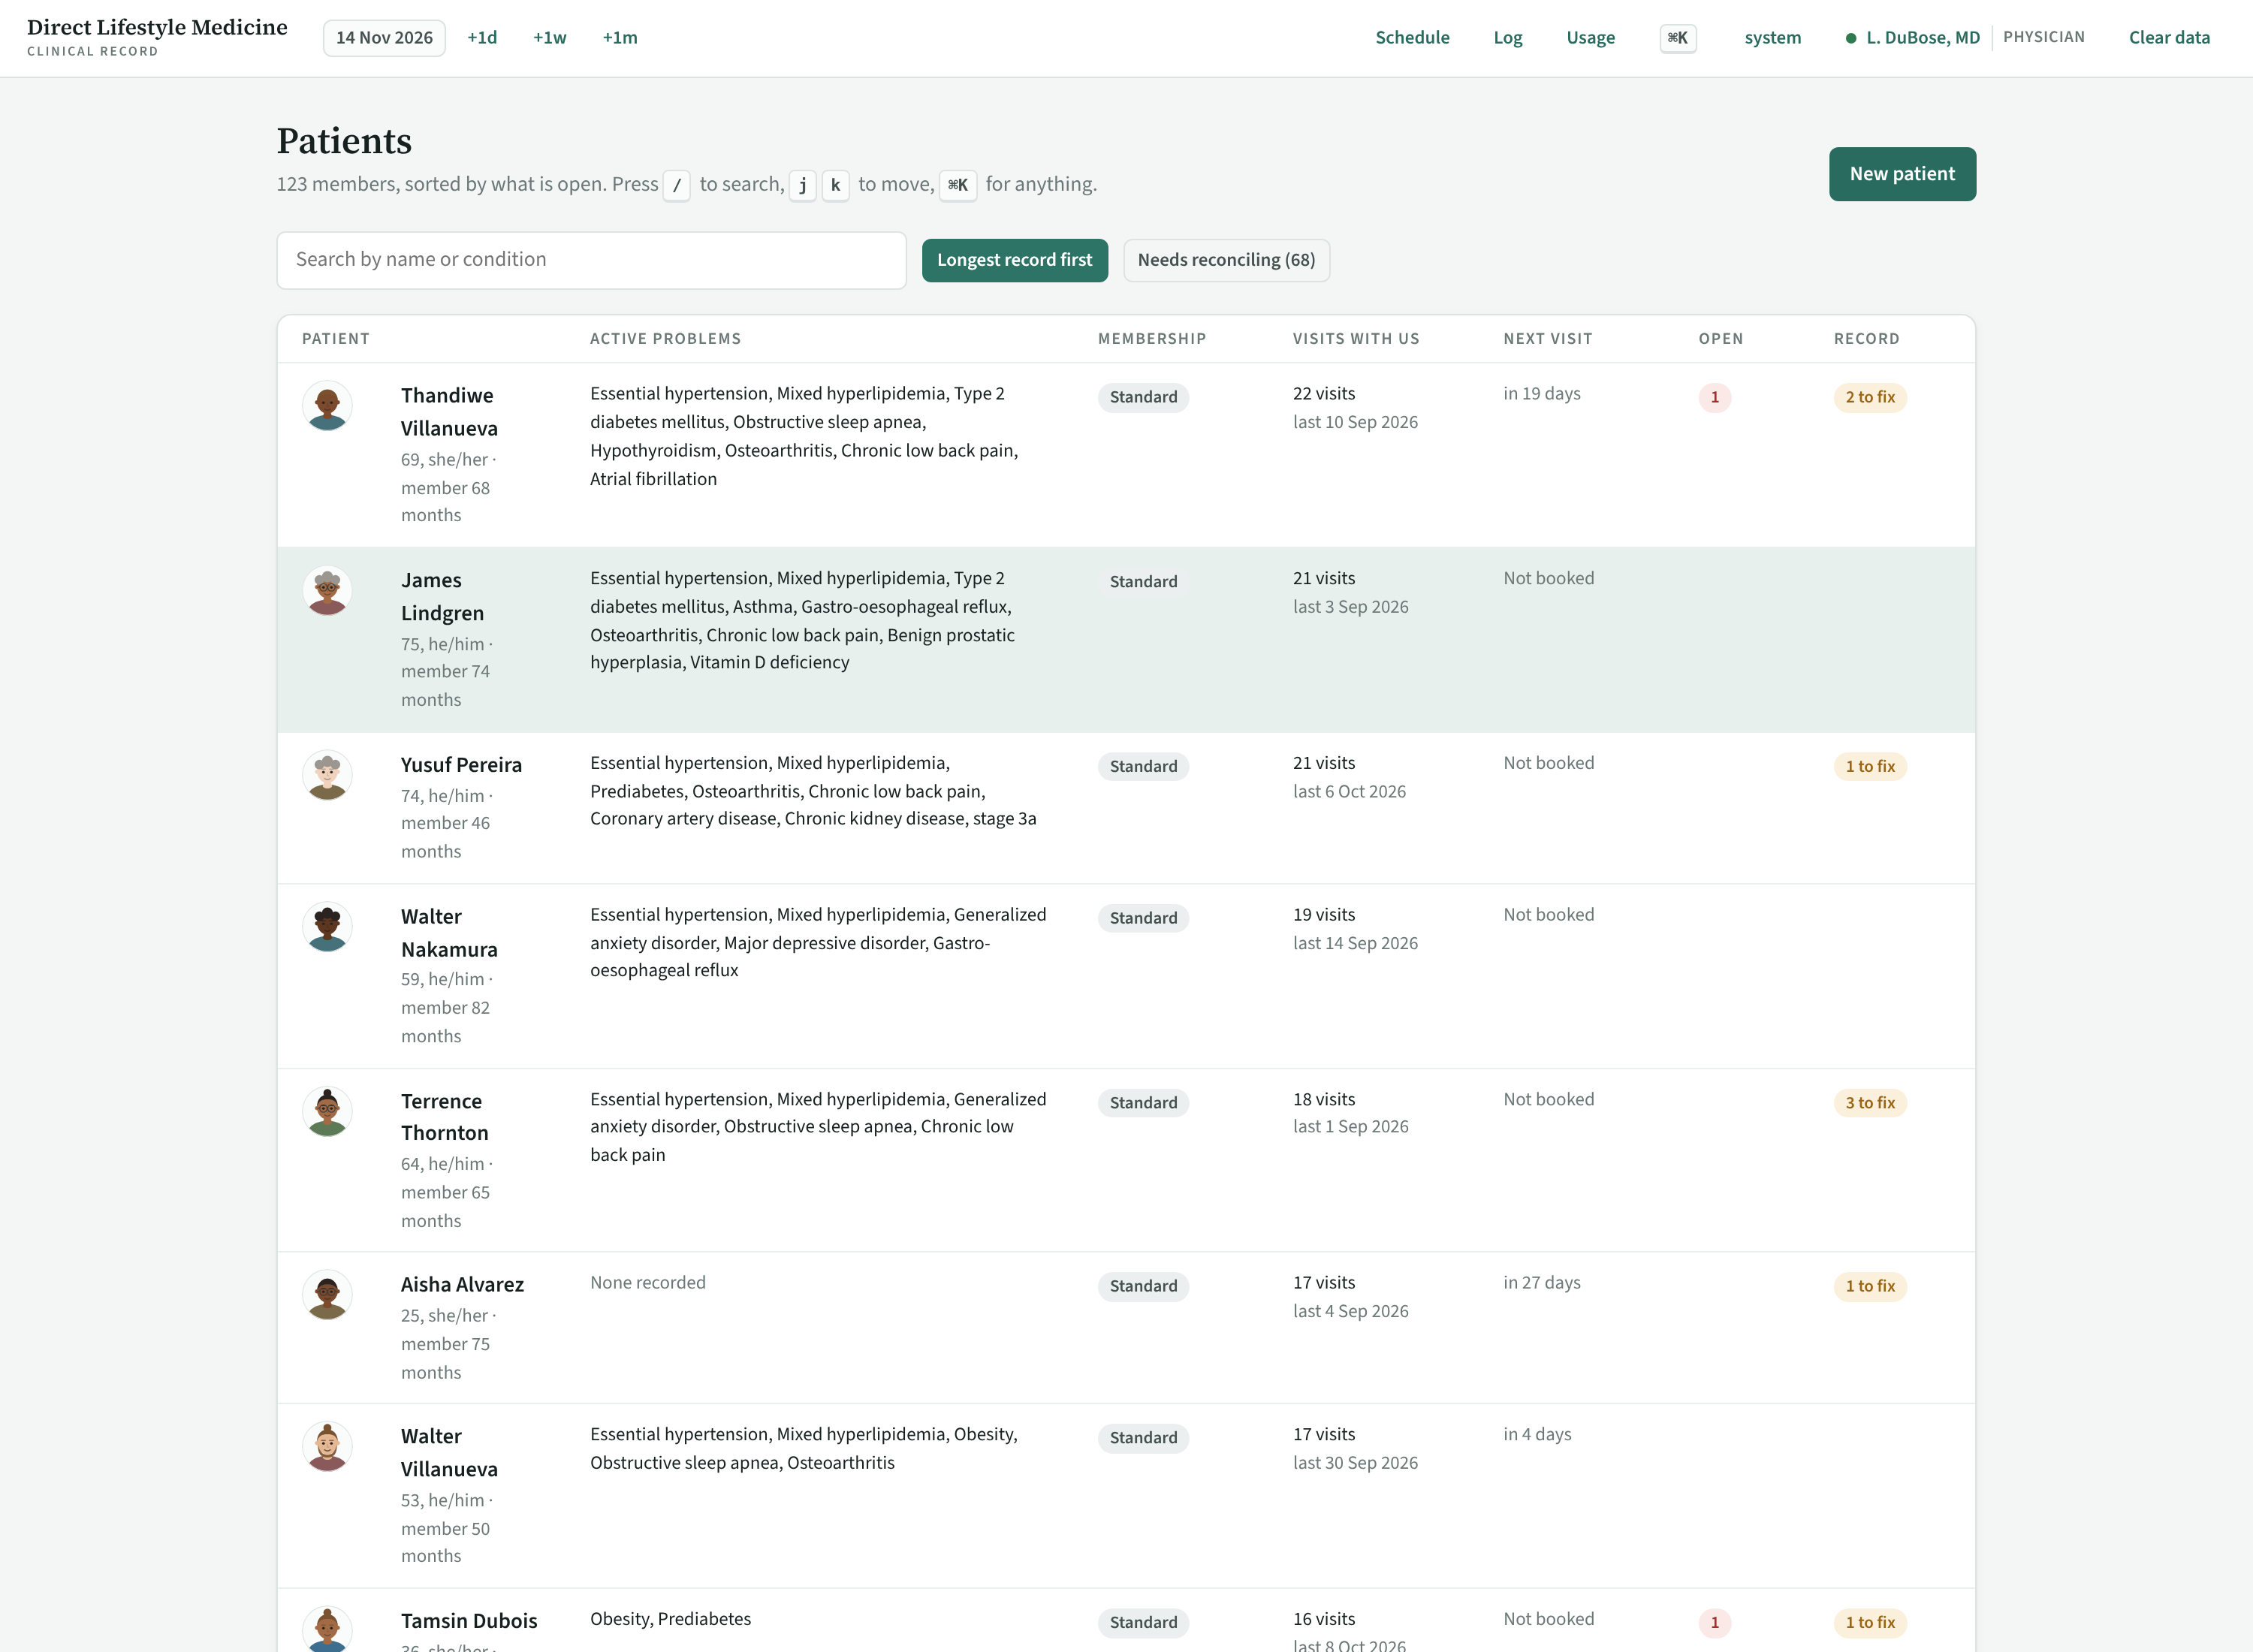 Direct Lifestyle Medicine
CLINICAL RECORD
14 Nov 2026 +1d +1w +1m
Schedule Log Usage ⌘K system L. DuBose, MD PHYSICIAN Clear data
Patients
123 members, sorted by what is open. Press / to search, j k to move, ⌘K for anything.
New patient
Search by name or condition
Longest record first
Needs reconciling (68)
PATIENT ACTIVE PROBLEMS MEMBERSHIP VISITS WITH US NEXT VISIT OPEN RECORD
Thandiwe
Villanueva
69, she/her ·
member 68
months
Essential hypertension, Mixed hyperlipidemia, Type 2
diabetes mellitus, Obstructive sleep apnea,
Hypothyroidism, Osteoarthritis, Chronic low back pain,
Atrial fibrillation
Standard
22 visits
last 10 Sep 2026
in 19 days
1
2 to fix
James
Lindgren
75, he/him ·
member 74
months
Essential hypertension, Mixed hyperlipidemia, Type 2
diabetes mellitus, Asthma, Gastro-oesophageal reflux,
Osteoarthritis, Chronic low back pain, Benign prostatic
hyperplasia, Vitamin D deficiency
Standard
21 visits
last 3 Sep 2026
Not booked
Yusuf Pereira
74, he/him ·
member 46
months
Essential hypertension, Mixed hyperlipidemia,
Prediabetes, Osteoarthritis, Chronic low back pain,
Coronary artery disease, Chronic kidney disease, stage 3a
Standard
21 visits
last 6 Oct 2026
Not booked
1 to fix
Walter
Nakamura
59, he/him ·
member 82
months
Essential hypertension, Mixed hyperlipidemia, Generalized
anxiety disorder, Major depressive disorder, Gastro-
oesophageal reflux
Standard
19 visits
last 14 Sep 2026
Not booked
Terrence
Thornton
64, he/him ·
member 65
months
Essential hypertension, Mixed hyperlipidemia, Generalized
anxiety disorder, Obstructive sleep apnea, Chronic low
back pain
Standard
18 visits
last 1 Sep 2026
Not booked
3 to fix
Aisha Alvarez
25, she/her ·
member 75
months
None recorded
Standard
17 visits
last 4 Sep 2026
in 27 days
1 to fix
Walter
Villanueva
53, he/him ·
member 50
months
Essential hypertension, Mixed hyperlipidemia, Obesity,
Obstructive sleep apnea, Osteoarthritis
Standard
17 visits
last 30 Sep 2026
in 4 days
Tamsin Dubois
36, she/her ·
Obesity, Prediabetes
Standard
16 visits
last 8 Oct 2026
Not booked
1
1 to fix